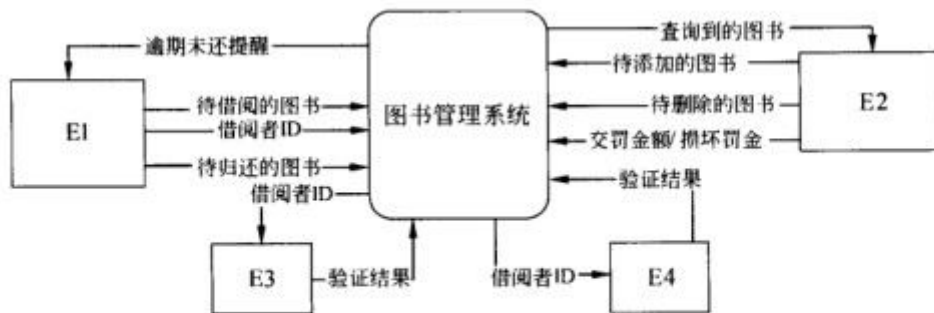 逾期未还提醒
查询到的图书
待添加的图书
E1
待借阅的图书
借阅者ID
待归还的图书
借阅者ID
图书管理系统
待删除的图书
E2
交罚金额/损坏罚金
验证结果
E3
验证结果
借阅者ID
E4